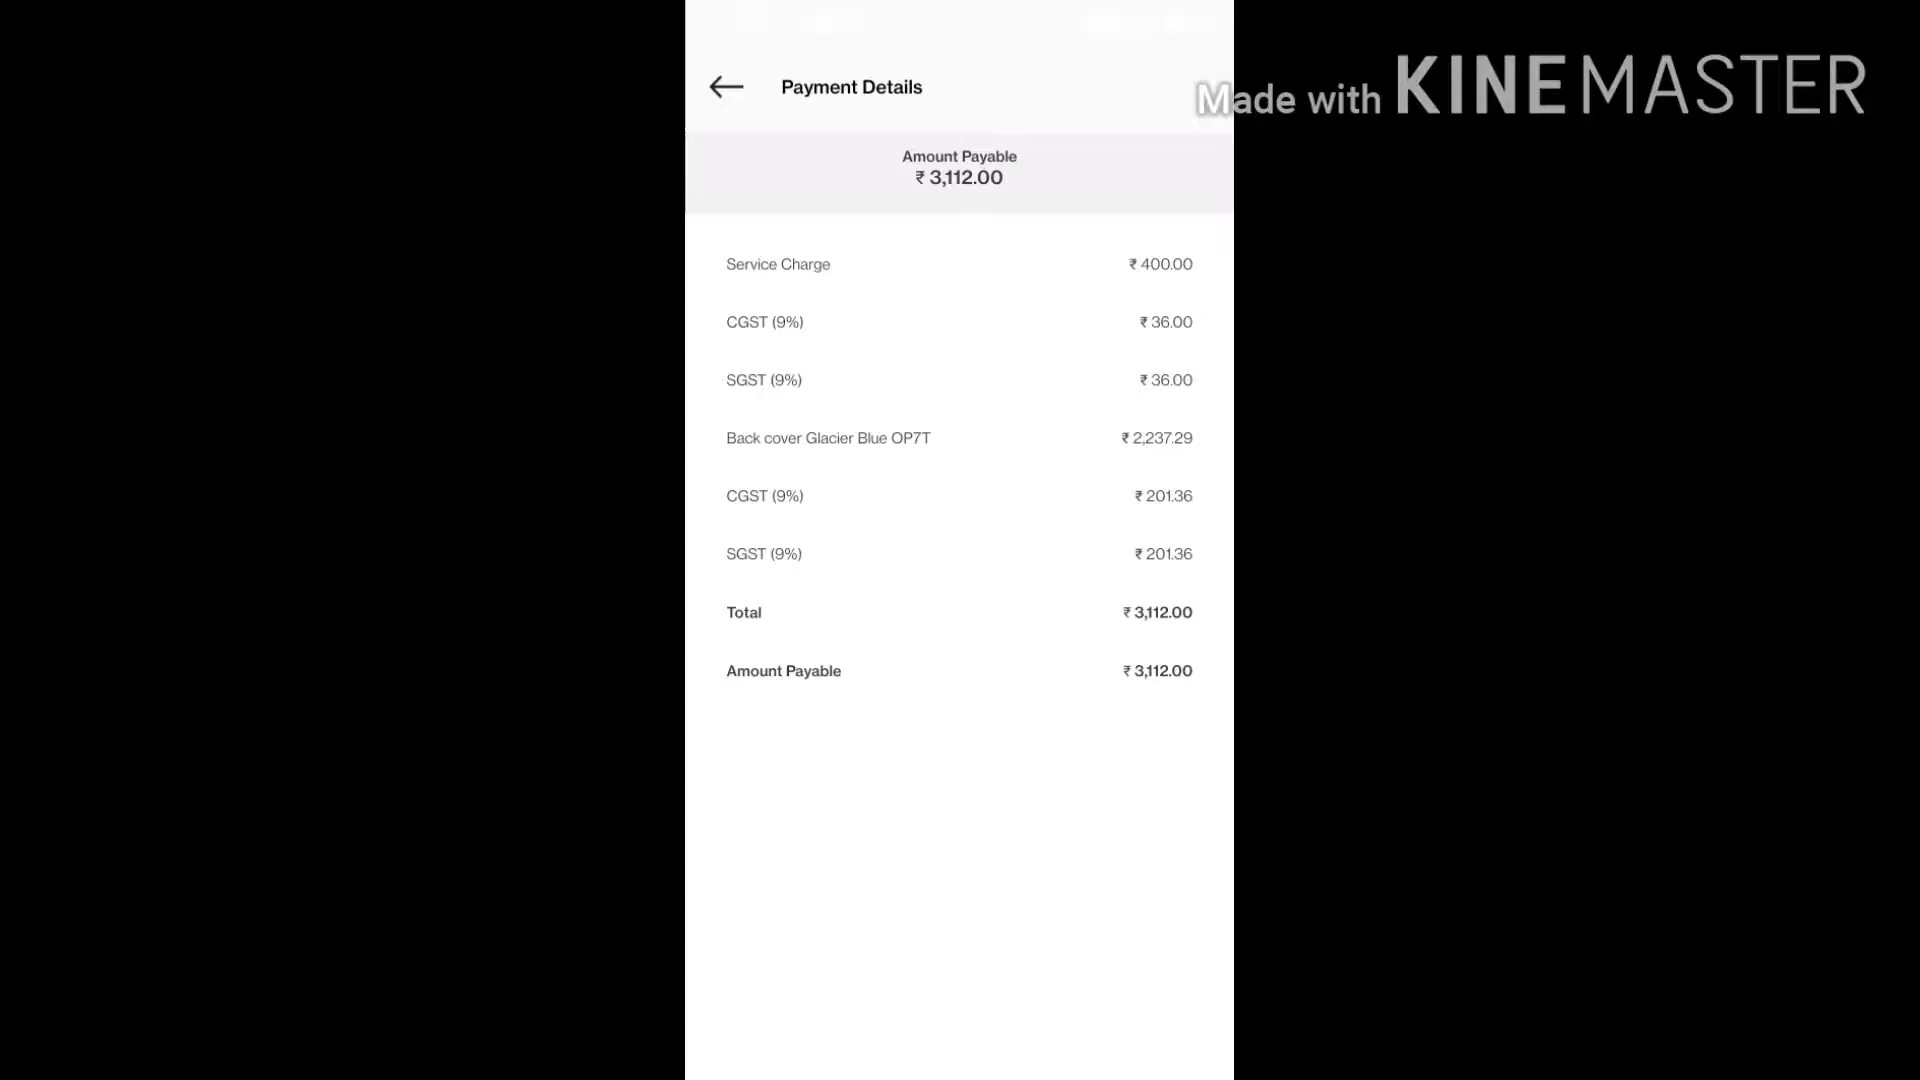 Payment Details
Made with KINEMASTER
Amount Payable
₹ 3,112.00
Service Charge ₹ 400.00
CGST (9%) ₹ 36.00
SGST (9%) ₹ 36.00
Back cover Glacier Blue OP7T ₹ 2,237.29
CGST (9%) ₹ 201.36
SGST (9%) ₹ 201.36
Total ₹ 3,112.00
Amount Payable ₹ 3,112.00